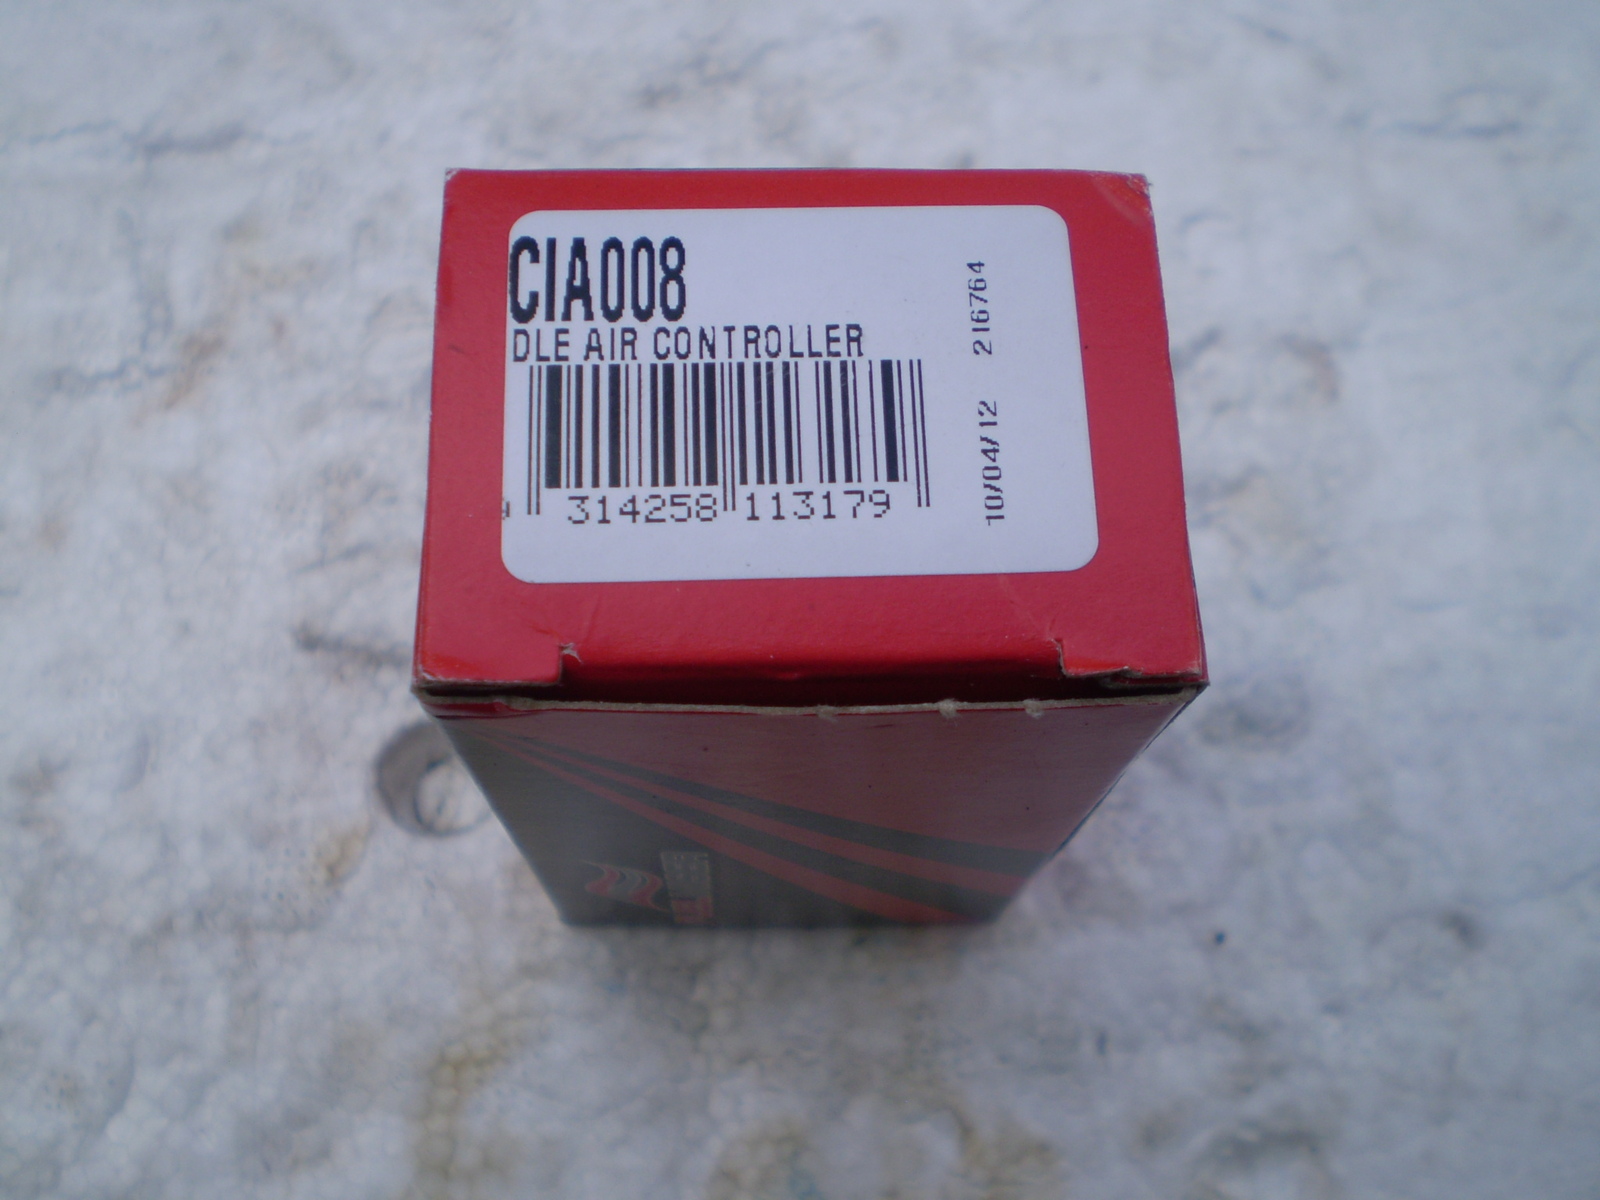 CIA008
DLE AIR CONTROLLER
314258 113179
10/04/12 216764